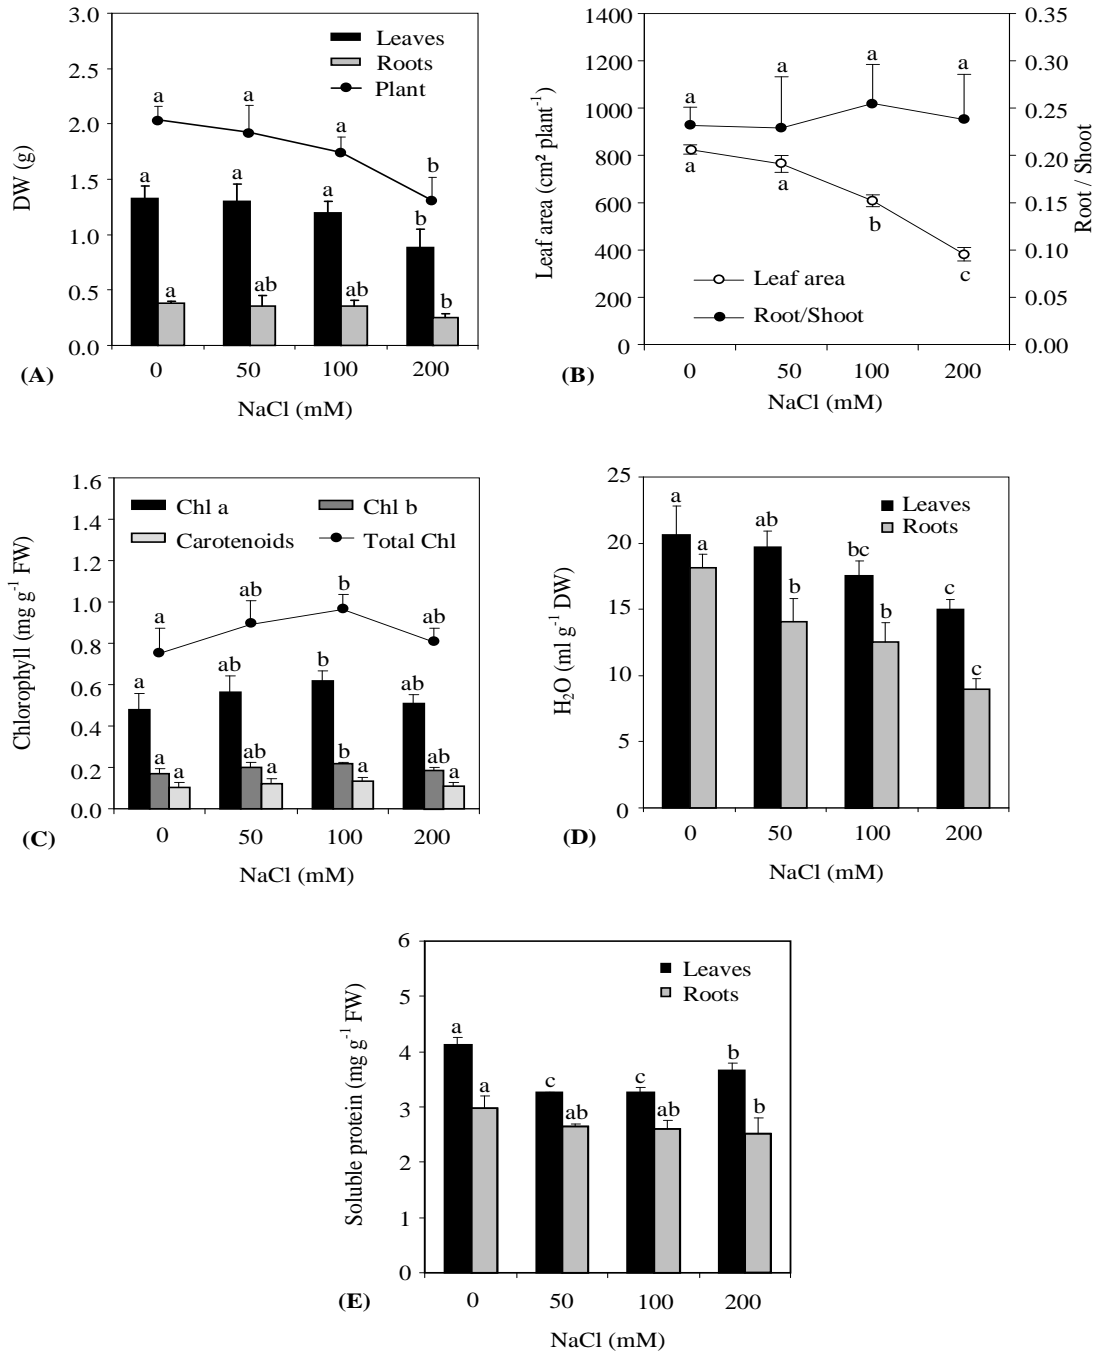 Leaves
Roots
Plant
3.0
2.5
2.0
1.5
1.0
0.5
0.0
DW (g)
a
a
a
b
a
a
a
b
a
ab
ab
b
0
50
100
200
NaCl (mM)
(A)
1400
1200
1000
800
600
400
200
0
Leaf area (cm² plant⁻¹)
0.35
0.30
0.25
0.20
0.15
0.10
0.05
0.00
Root / Shoot
a
a
a
a
a
a
b
c
Leaf area
Root/Shoot
0
50
100
200
NaCl (mM)
(B)
1.6
1.4
1.2
1.0
0.8
0.6
0.4
0.2
0.0
Chlorophyll (mg g⁻¹ FW)
Chl a
Chl b
Carotenoids
Total Chl
a
ab
b
ab
a
ab
b
ab
a
a
ab
a
b
a
ab
a
0
50
100
200
NaCl (mM)
(C)
25
20
15
10
5
0
H₂O (ml g⁻¹ DW)
Leaves
Roots
a
a
ab
b
bc
b
c
c
0
50
100
200
NaCl (mM)
(D)
6
5
4
3
2
1
0
Soluble protein (mg g⁻¹ FW)
Leaves
Roots
a
a
c
ab
c
ab
b
b
0
50
100
200
NaCl (mM)
(E)